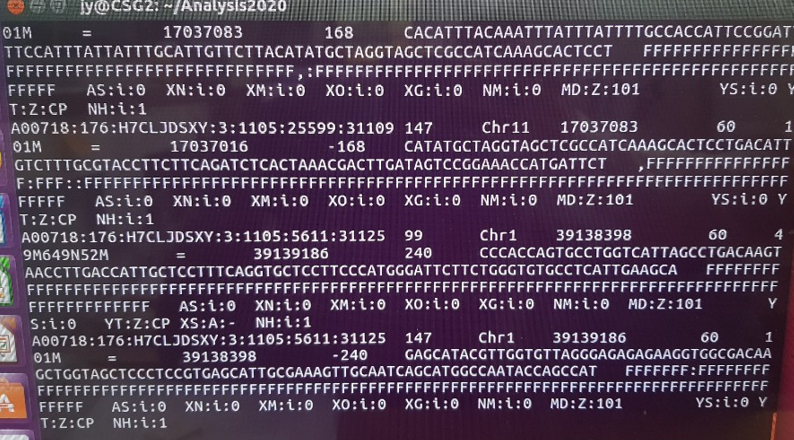 jy@CSG2: ~/Analysis2020
01M = 17037083 168 CACATTTACAAATTTATTTATTTTGCCACCATTCCGGAT
TTCCATTTATTATTTGCATTGTTCTTACATATGCTAGGTAGCTCGCCATCAAAGCACTCCT FFFFFFFFFFFFFFFF
FFFFFFFFFFFFFFFFFFFFFFFFFFFFFF,:FFFFFFFFFFFFFFFFFFFFFFFFFFFFFFFFFFFFFFFFFFFFFFFF
FFFFF AS:i:0 XN:i:0 XM:i:0 XO:i:0 XG:i:0 NM:i:0 MD:Z:101 YS:i:0 Y
T:Z:CP NH:i:1
A00718:176:H7CLJDSXY:3:1105:25599:31109 147 Chr11 17037083 60 1
01M = 17037016 -168 CATATGCTAGGTAGCTCGCCATCAAAGCACTCCTGACATT
GTCTTTGCGTACCTTCTTCAGATCTCACTAAACGACTTGATAGTCCGGAAACCATGATTCT ,FFFFFFFFFFFFFFF
F:FFF::FFFFFFFFFFFFFFFFFFFFFFFFFFFFFFFFFFFFFFFFFFFFFFFFFFFFFFFFFFFFFFFFFFFFFFFFF
FFFFF AS:i:0 XN:i:0 XM:i:0 XO:i:0 XG:i:0 NM:i:0 MD:Z:101 YS:i:0 Y
T:Z:CP NH:i:1
A00718:176:H7CLJDSXY:3:1105:5611:31125 99 Chr1 39138398 60 4
9M649N52M = 39139186 240 CCCACCAGTGCCTGGTCATTAGCCTGACAAGT
AACCTTGACCATTGCTCCTTTCAGGTGCTCCTTCCCATGGGATTCTTCTGGGTGTGCCTCATTGAAGCA FFFFFFFF
FFFFFFFFFFFFFFFFFFFFFFFFFFFFFFFFFFFFFFFFFFFFFFFFFFFFFFFFFFFFFFFFFFFFFFFFFFFFFFFF
FFFFFFFFFFFFF AS:i:0 XN:i:0 XM:i:0 XO:i:0 XG:i:0 NM:i:0 MD:Z:101 Y
S:i:0 YT:Z:CP XS:A:- NH:i:1
A00718:176:H7CLJDSXY:3:1105:5611:31125 147 Chr1 39139186 60 1
01M = 39138398 -240 GAGCATACGTTGGTGTTAGGGAGAGAGAAGGTGGCGACAA
GCTGGTAGCTCCCTCCGTGAGCATTGCGAAAGTTGCAATCAGCATGGCCAATACCAGCCAT FFFFFFF:FFFFFFFF
FFFFFFFFFFFFFFFFFFFFFFFFFFFFFFFFFFFFFFFFFFFFFFFFFFFFFFFFFFFFFFFFFFFFFFFFFFFFFFFF
FFFFF AS:i:0 XN:i:0 XM:i:0 XO:i:0 XG:i:0 NM:i:0 MD:Z:101 YS:i:0 Y
T:Z:CP NH:i:1